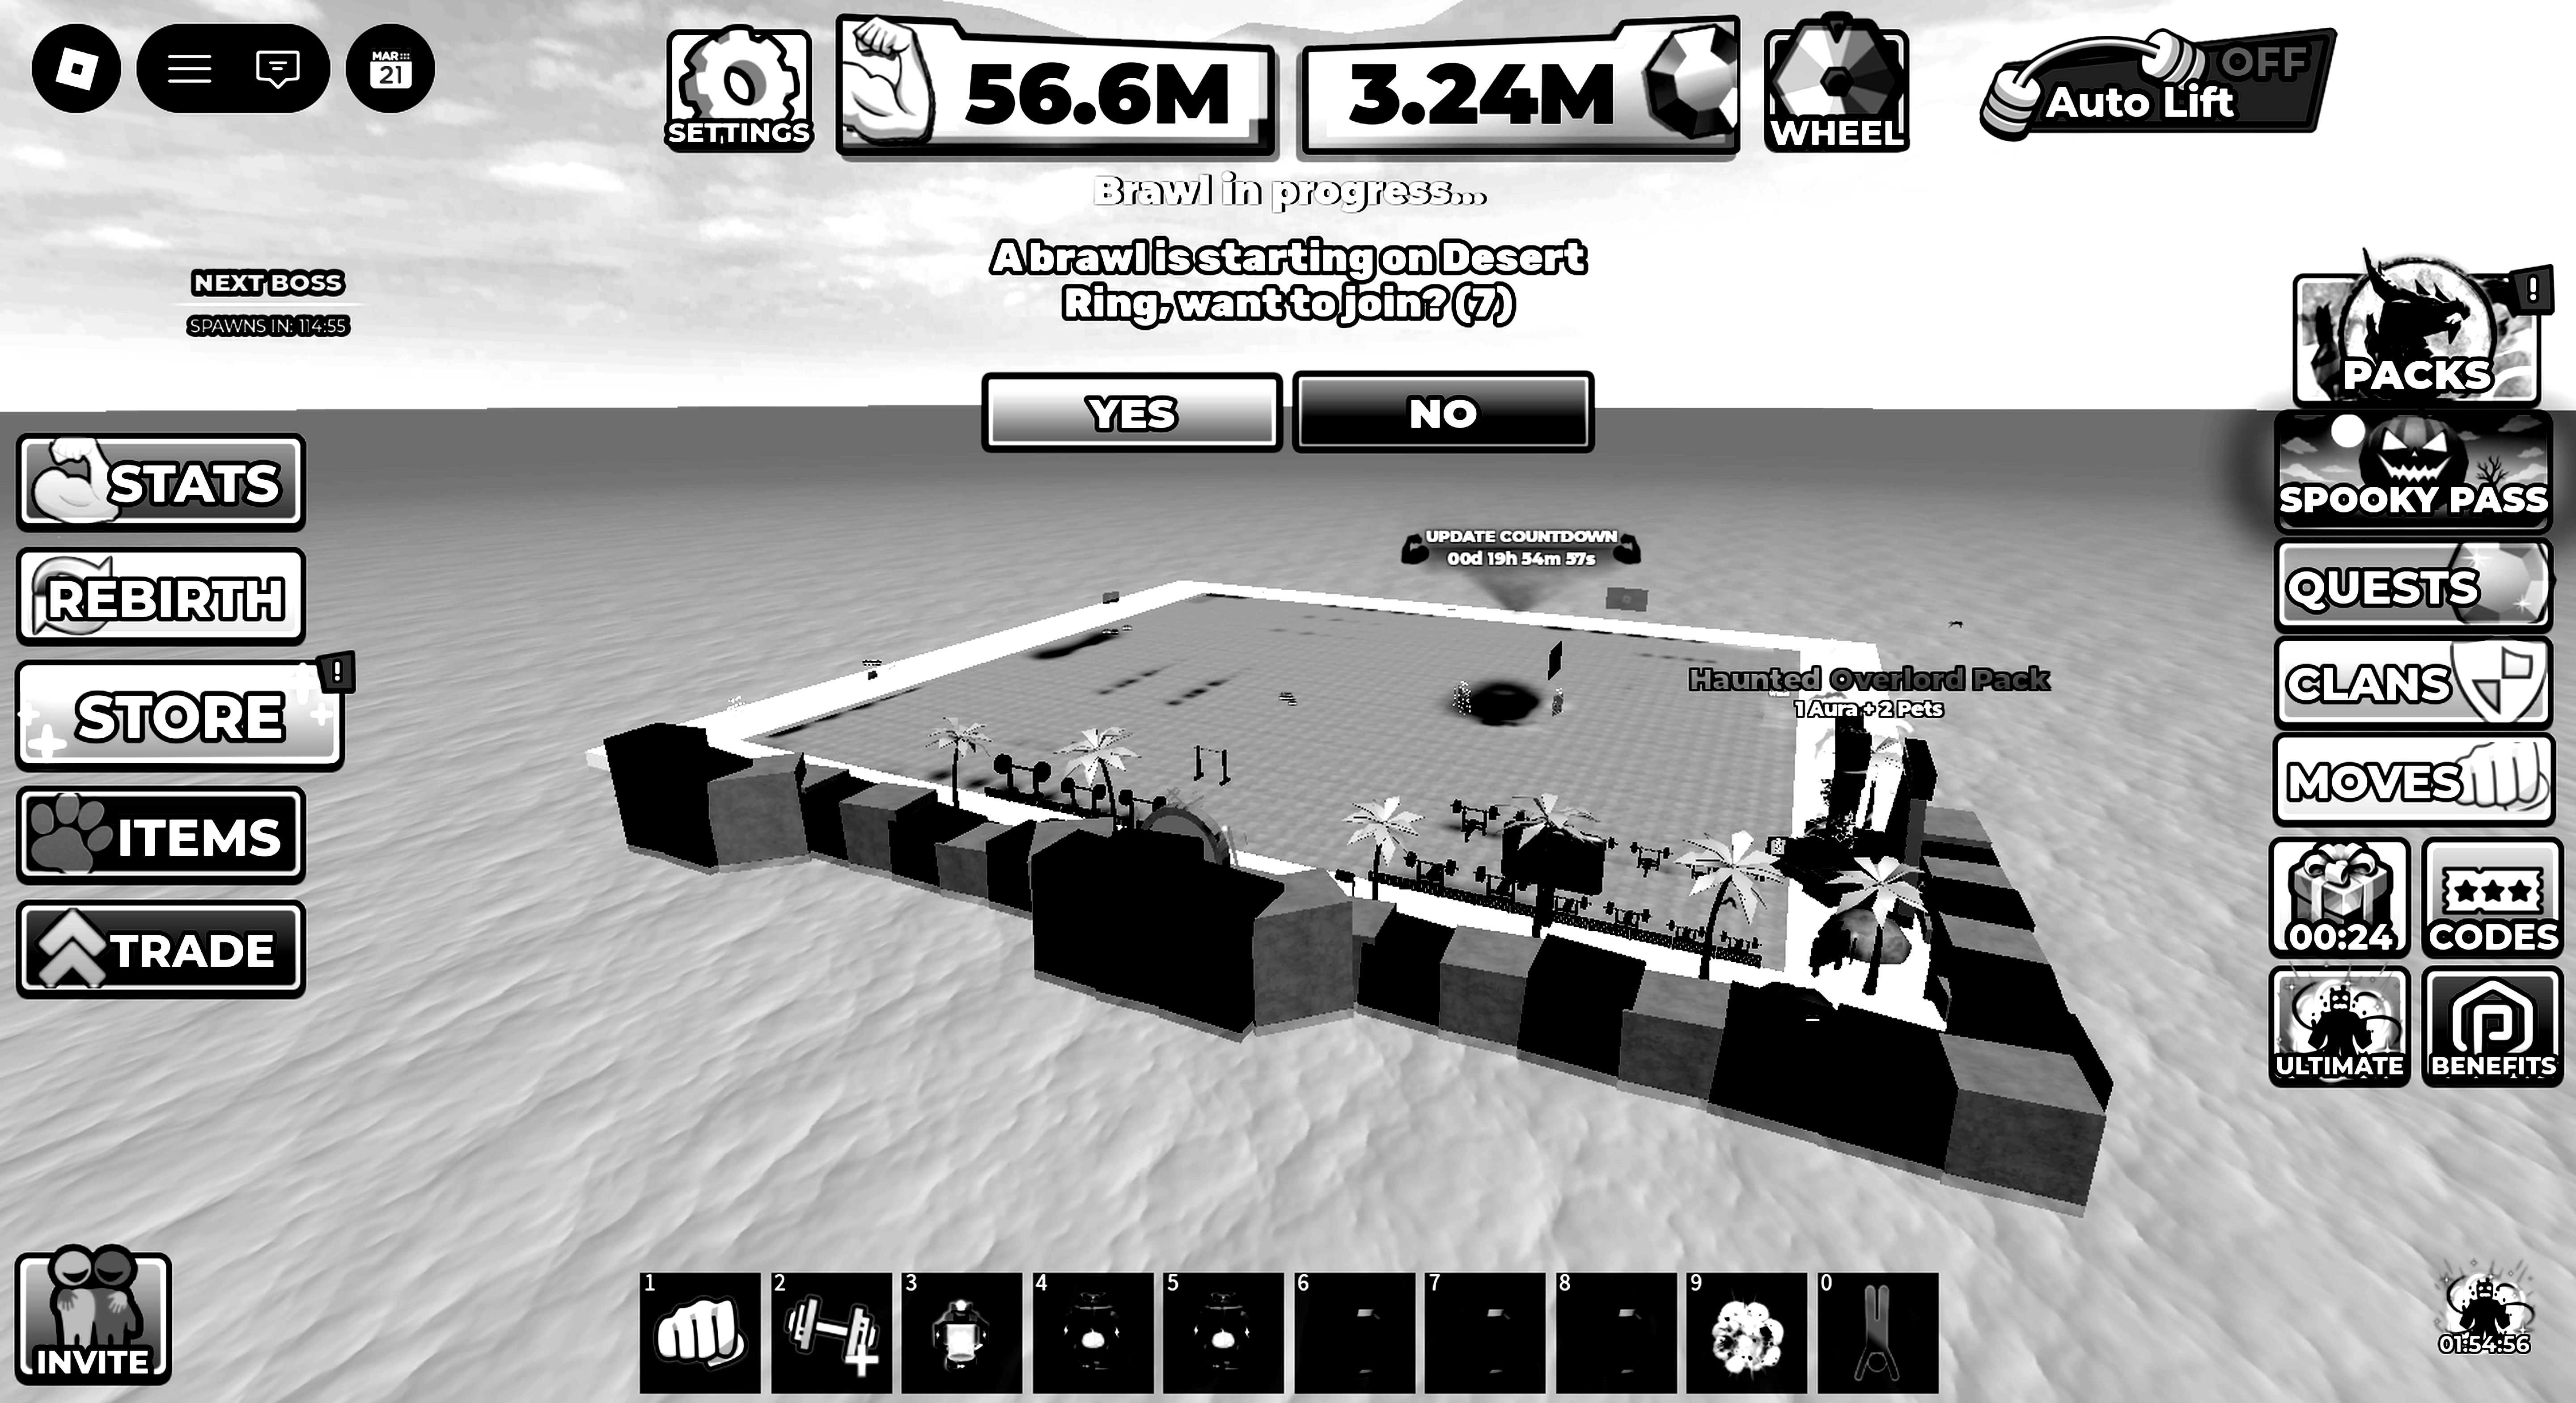 MAR
21
SETTINGS
56.6M
3.24M
WHEEL
OFF
Auto Lift
Brawl in progress...
A brawl is starting on Desert
Ring, want to join? (7)
YES
NO
NEXT BOSS
SPAWNS IN: 114:55
STATS
REBIRTH
!
STORE
ITEMS
TRADE
INVITE
UPDATE COUNTDOWN
00d 19h 54m 57s
Haunted Overlord Pack
1 Aura + 2 Pets
!
PACKS
SPOOKY PASS
QUESTS
CLANS
MOVES
00:24
CODES
ULTIMATE
BENEFITS
1
2
3
4
5
6
7
8
9
0
01:54:56